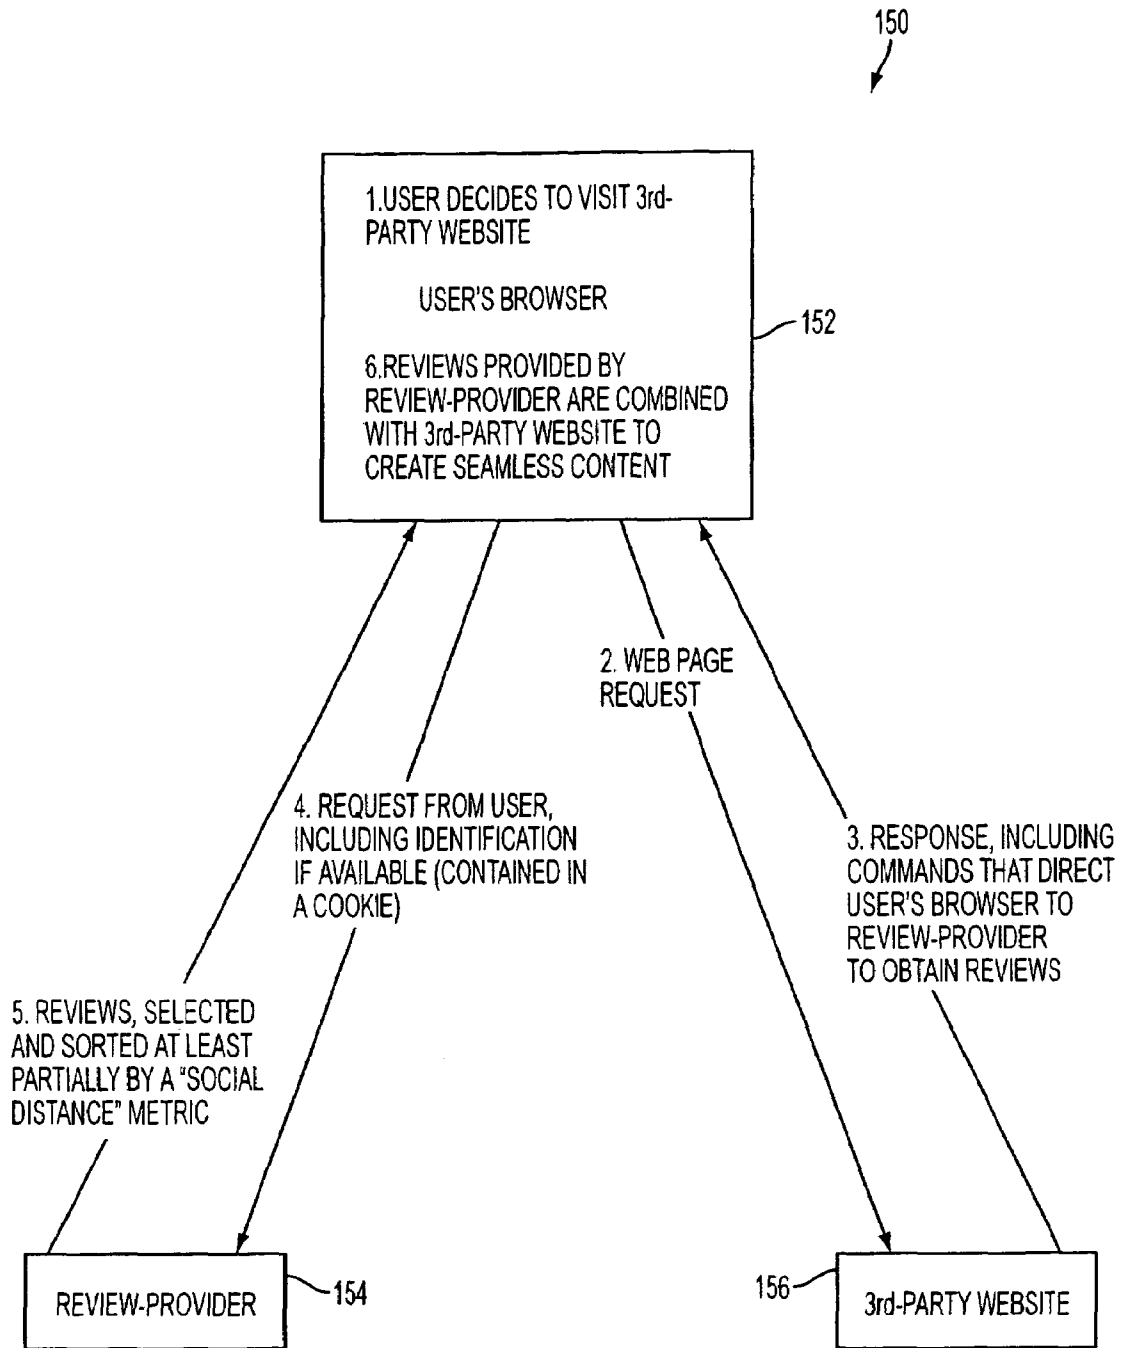 150
1.USER DECIDES TO VISIT 3rd-
PARTY WEBSITE
USER'S BROWSER
152
6.REVIEWS PROVIDED BY
REVIEW-PROVIDER ARE COMBINED
WITH 3rd-PARTY WEBSITE TO
CREATE SEAMLESS CONTENT
2. WEB PAGE
REQUEST
4. REQUEST FROM USER,
INCLUDING IDENTIFICATION
IF AVAILABLE (CONTAINED IN
A COOKIE)
3. RESPONSE, INCLUDING
COMMANDS THAT DIRECT
USER'S BROWSER TO
REVIEW-PROVIDER
TO OBTAIN REVIEWS
5. REVIEWS, SELECTED
AND SORTED AT LEAST
PARTIALLY BY A "SOCIAL
DISTANCE" METRIC
REVIEW-PROVIDER
154
156
3rd-PARTY WEBSITE